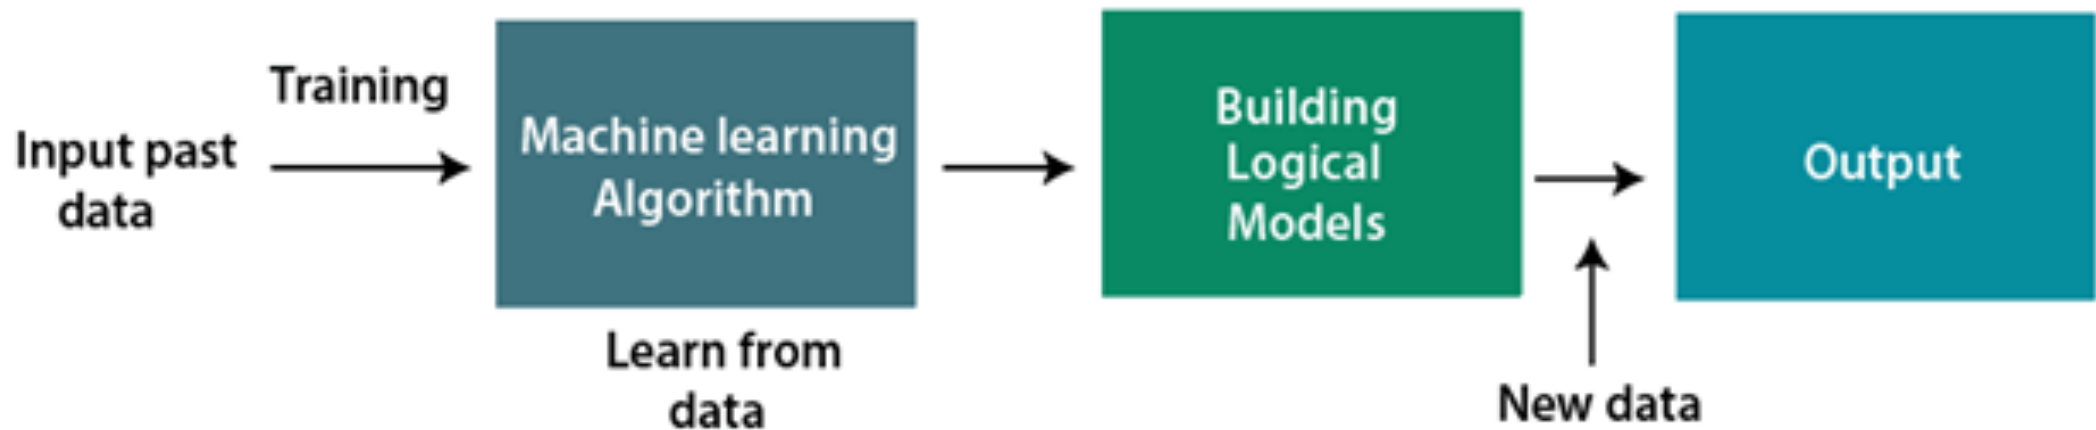 Training
Input past
data
Machine learning
Algorithm
Learn from
data
Building
Logical
Models
New data
Output